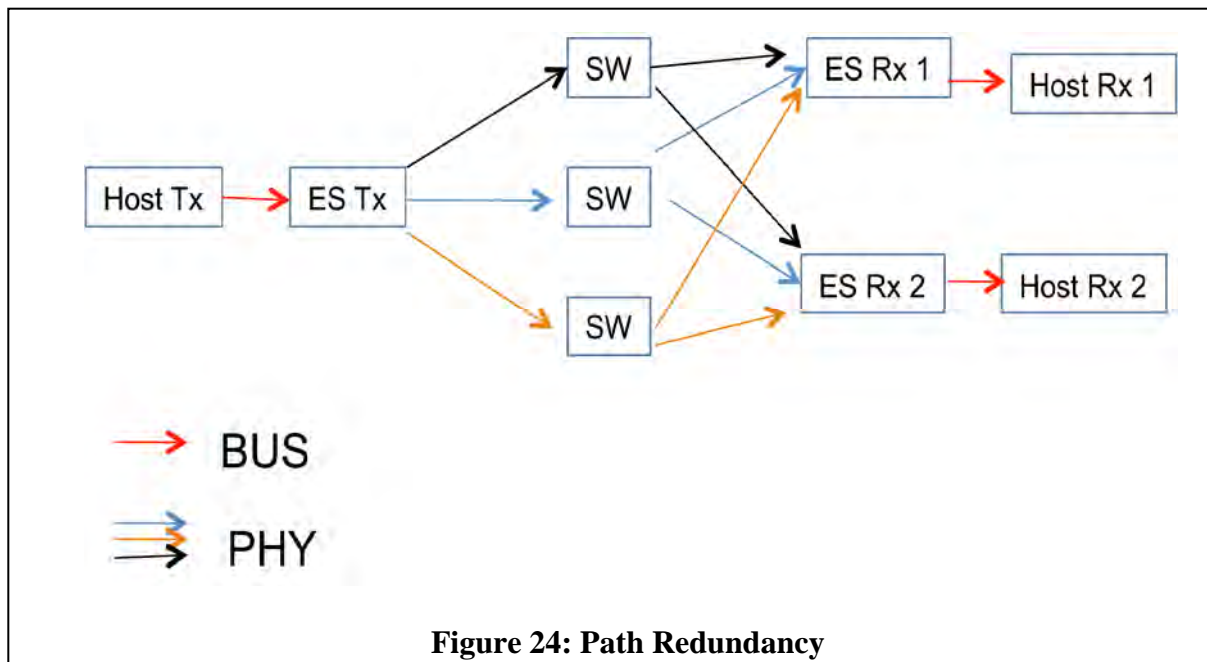 SW
ES Rx 1
Host Rx 1
Host Tx
ES Tx
SW
SW
ES Rx 2
Host Rx 2
BUS
PHY
Figure 24: Path Redundancy